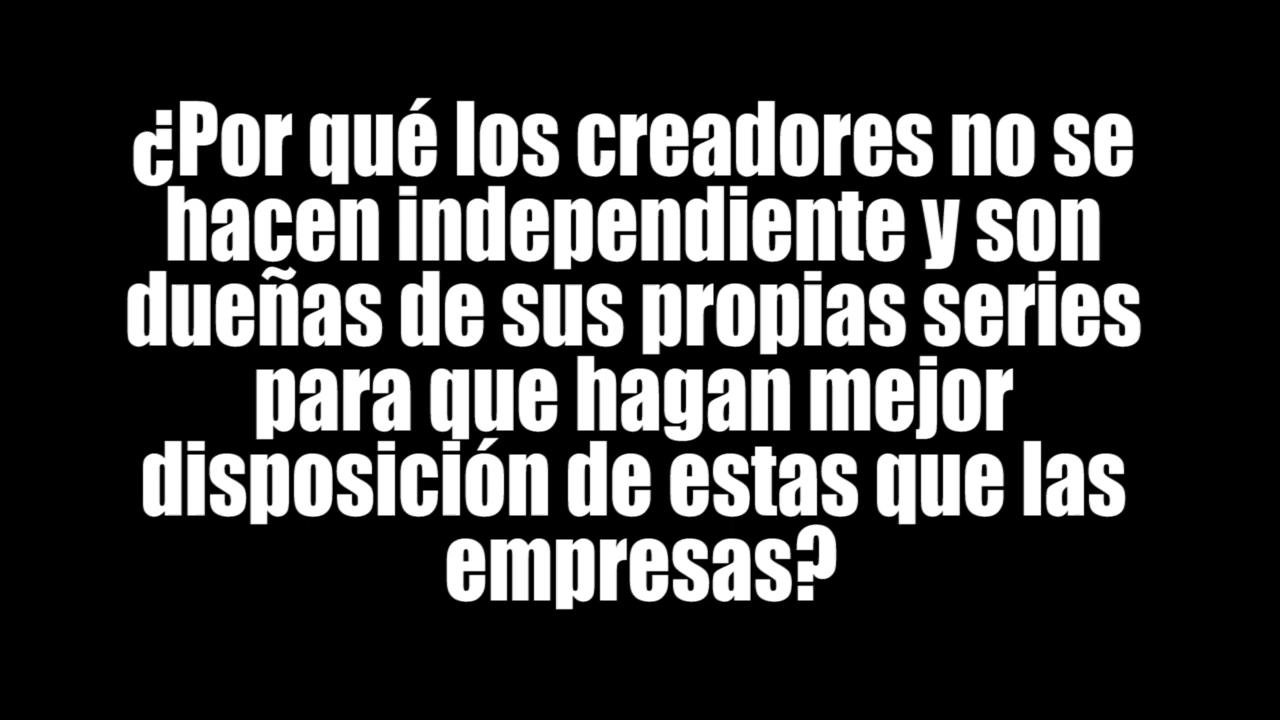 ¿Por qué los creadores no se
hacen independiente y son
dueñas de sus propias series
para que hagan mejor
disposición de estas que las
empresas?